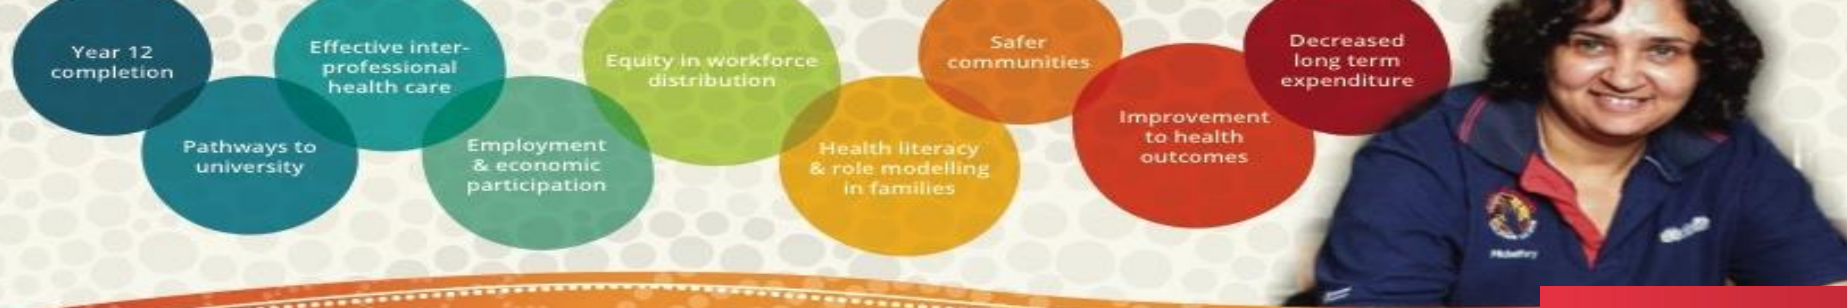 Year 12
completion
Pathways to
university
Effective inter-
professional
health care
Employment
& economic
participation
Equity in workforce
distribution
Health literacy
& role modelling
in families
Safer
communities
Improvement
to health
outcomes
Decreased
long term
expenditure
Midwifery